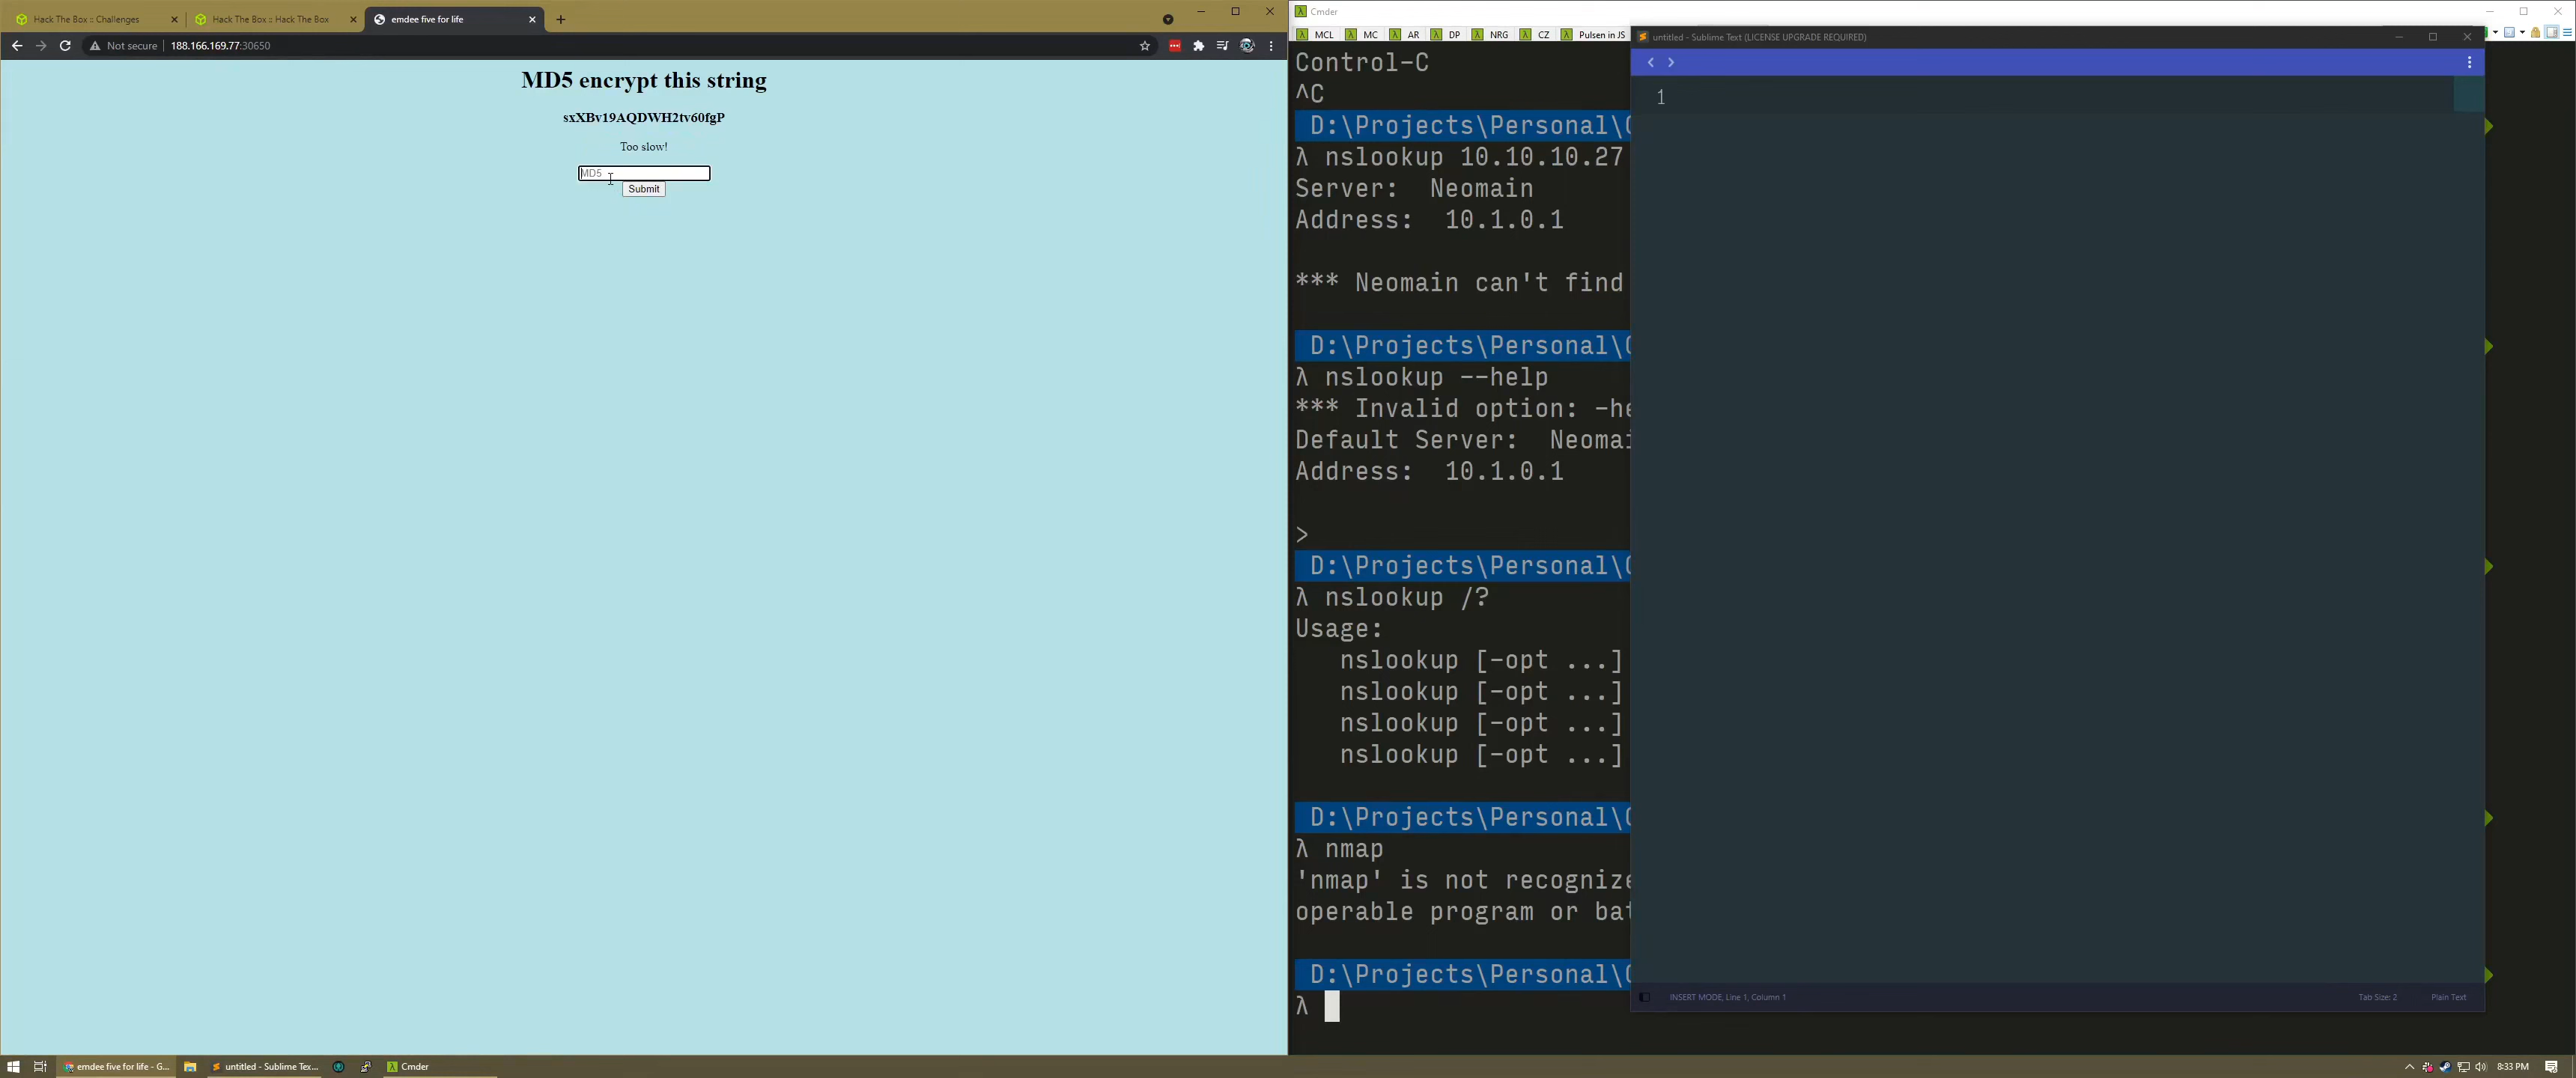 Hack The Box :: Challenges
Hack The Box :: Hack The Box
emdee five for life
Not secure
188.166.169.77:30650
MD5 encrypt this string
sxXBv19AQDWH2tv60fgP
Too slow!
MD5
Submit
Cmder
MCL
MC
AR
DP
NRG
CZ
Pulsen in JS
Control-C
^C
D:\Projects\Personal\
λ nslookup 10.10.10.27
Server: Neomain
Address: 10.1.0.1
*** Neomain can't find
D:\Projects\Personal\
λ nslookup --help
*** Invalid option: -he
Default Server: Neomai
Address: 10.1.0.1
>
D:\Projects\Personal\
λ nslookup /?
Usage:
nslookup [-opt ...]
nslookup [-opt ...]
nslookup [-opt ...]
nslookup [-opt ...]
D:\Projects\Personal\
λ nmap
'nmap' is not recognize
operable program or bat
D:\Projects\Personal\
λ
untitled - Sublime Text (LICENSE UPGRADE REQUIRED)
1
INSERT MODE, Line 1, Column 1
Tab Size: 2
Plain Text
emdee five for life - G...
untitled - Sublime Tex...
Cmder
8:33 PM